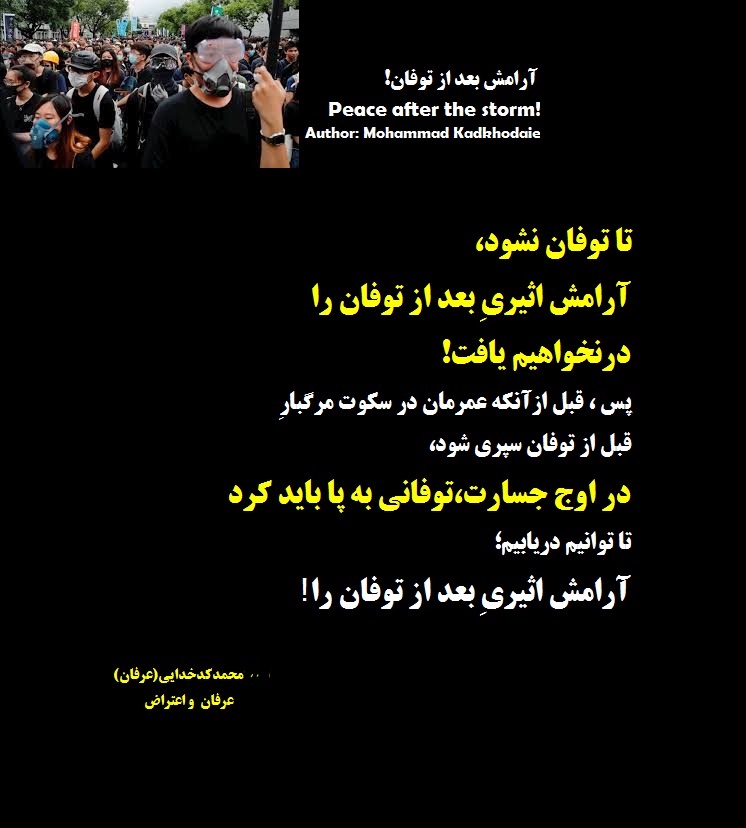 آرامش بعد از توفان!
Peace after the storm!
Author: Mohammad Kadkhodaie
تا توفان نشود،
آرامش اثیریِ بعد از توفان را
درنخواهیم یافت!
پس ، قبل ازآنکه عمرمان در سکوت مرگبارِ
قبل از توفان سپری شود،
در اوج جسارت،توفانی به پا باید کرد
تا توانیم دریابیم؛
آرامش اثیریِ بعد از توفان را!
محمدکدخدایی(عرفان)
عرفان و اعتراض